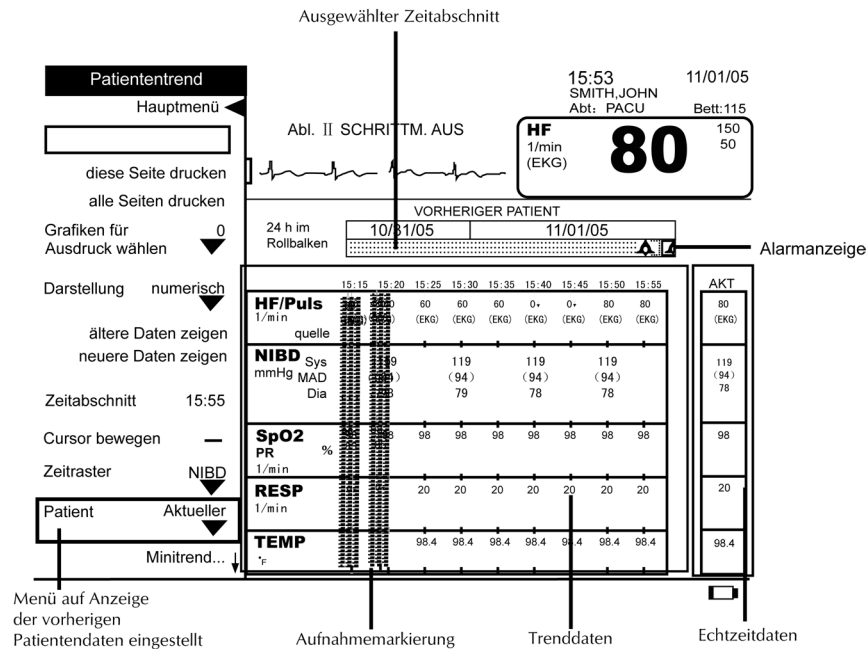 Ausgewählter Zeitabschnitt
Patiententrend
Hauptmenü
diese Seite drucken
alle Seiten drucken
Grafiken für 0
Ausdruck wählen
Darstellung numerisch
ältere Daten zeigen
neuere Daten zeigen
Zeitabschnitt 15:55
Cursor bewegen —
Zeitraster NIBD
Patient Aktueller
Minitrend... ↓
Menü auf Anzeige
der vorherigen
Patientendaten eingestellt
15:53 11/01/05
SMITH,JOHN
Abt: PACU Bett:115
Abl. II SCHRITTM. AUS
HF 80 150
1/min 50
(EKG)
VORHERIGER PATIENT
24 h im 10/31/05 11/01/05
Rollbalken
Alarmanzeige
15:15 15:20 15:25 15:30 15:35 15:40 15:45 15:50 15:55 AKT
HF/Puls 60 60 60 0 0 80 80 80
1/min (EKG) (EKG) (EKG) (EKG) (EKG) (EKG) (EKG) (EKG)
quelle
NIBD Sys 119 119 119 119
mmHg MAD (94) (94) (94) (94)
Dia 79 78 78 78
SpO2 98 98 98 98 98 98 98 98
PR %
1/min
RESP 20 20 20 20 20 20 20 20
1/min
TEMP 98.4 98.4 98.4 98.4 98.4 98.4 98.4 98.4
°F
Aufnahmemarkierung
Trenddaten
Echtzeitdaten